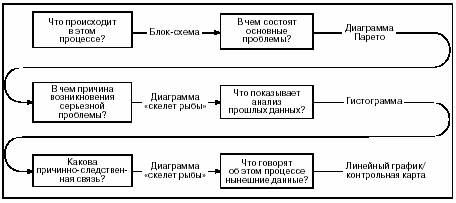 Что происходит
в этом
процессе?
Блок-схема
В чем состоят
основные
проблемы?
Диаграмма
Парето
В чем причина
возникновения
серьезной
проблемы?
Диаграмма
«скелет рыбы»
Что показывает
анализ
прошлых данных?
Гистограмма
Какова
причинно-следствен-
ная связь?
Диаграмма
«скелет рыбы»
Что говорят
об этом процессе
нынешние данные?
Линейный график/
контрольная карта